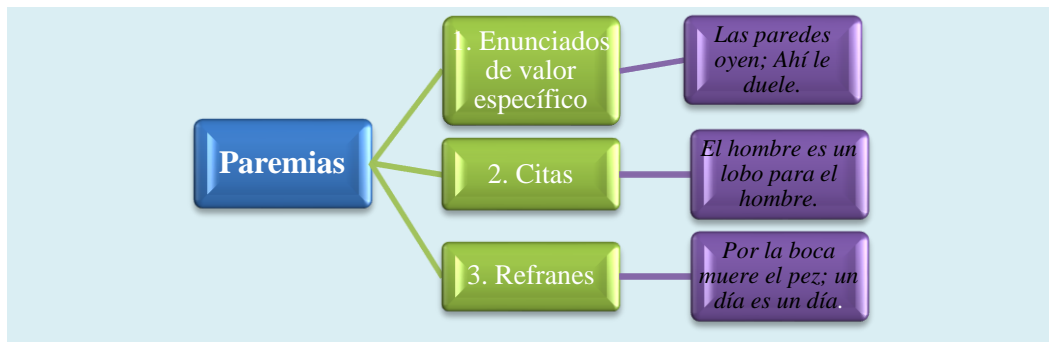 Paremias
1. Enunciados
de valor
específico
Las paredes
oyen; Ahí le
duele.
2. Citas
El hombre es un
lobo para el
hombre.
3. Refranes
Por la boca
muere el pez; un
día es un día.